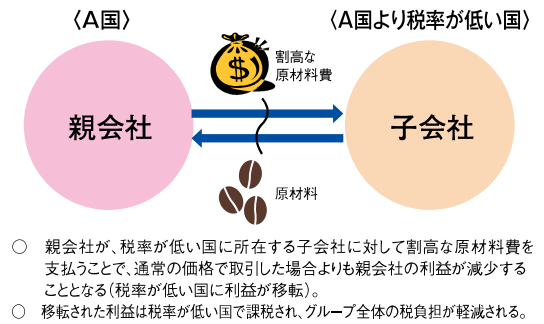 〈A国〉
〈A国より税率が低い国〉
割高な
原材料費
$
親会社
子会社
原材料
○ 親会社が、税率が低い国に所在する子会社に対して割高な原材料費を
支払うことで、通常の価格で取引した場合よりも親会社の利益が減少する
こととなる（税率が低い国に利益が移転）。
○ 移転された利益は税率が低い国で課税され、グループ全体の税負担が軽減される。